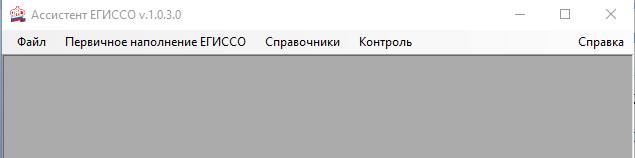 Ассистент ЕГИССО v.1.0.3.0
Файл Первичное наполнение ЕГИССО Справочники Контроль Справка